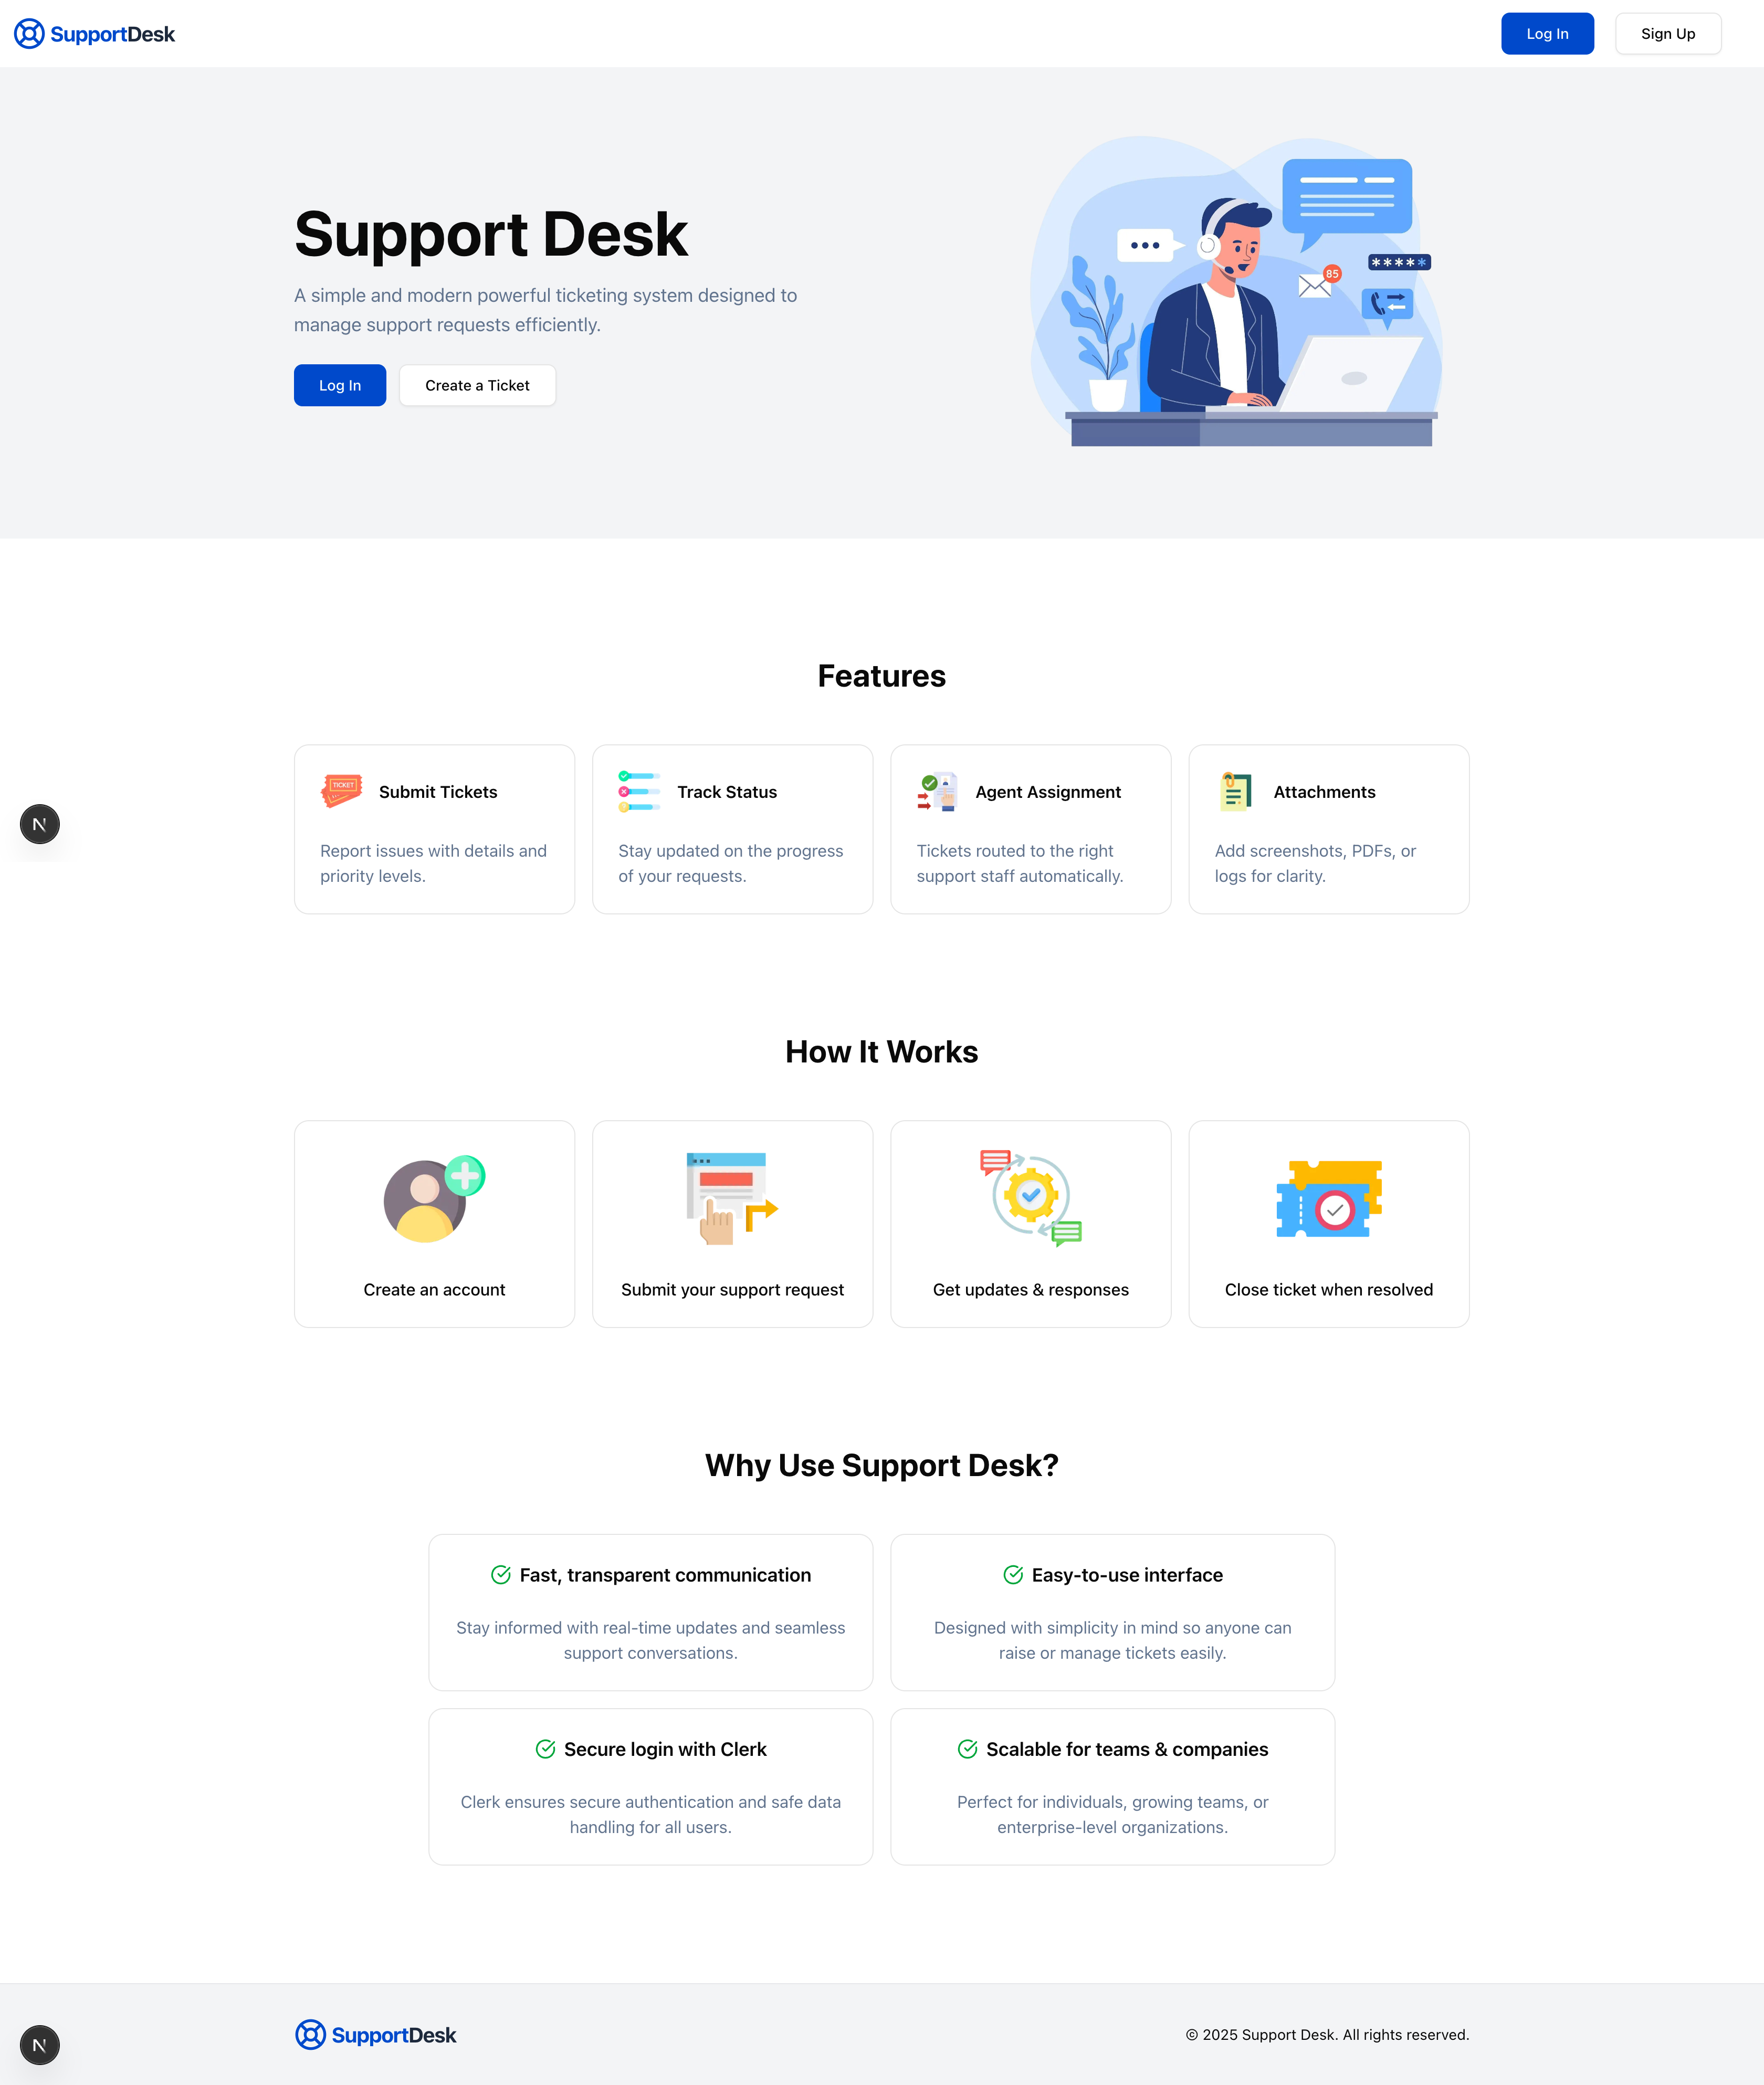 SupportDesk
Log In
Sign Up
Support Desk
A simple and modern powerful ticketing system designed to
manage support requests efficiently.
Log In
Create a Ticket
85
*****
Features
TICKET
Submit Tickets
Report issues with details and
priority levels.
Track Status
Stay updated on the progress
of your requests.
Agent Assignment
Tickets routed to the right
support staff automatically.
Attachments
Add screenshots, PDFs, or
logs for clarity.
N
How It Works
Create an account
Submit your support request
Get updates & responses
Close ticket when resolved
Why Use Support Desk?
Fast, transparent communication
Stay informed with real-time updates and seamless
support conversations.
Easy-to-use interface
Designed with simplicity in mind so anyone can
raise or manage tickets easily.
Secure login with Clerk
Clerk ensures secure authentication and safe data
handling for all users.
Scalable for teams & companies
Perfect for individuals, growing teams, or
enterprise-level organizations.
N
SupportDesk
© 2025 Support Desk. All rights reserved.